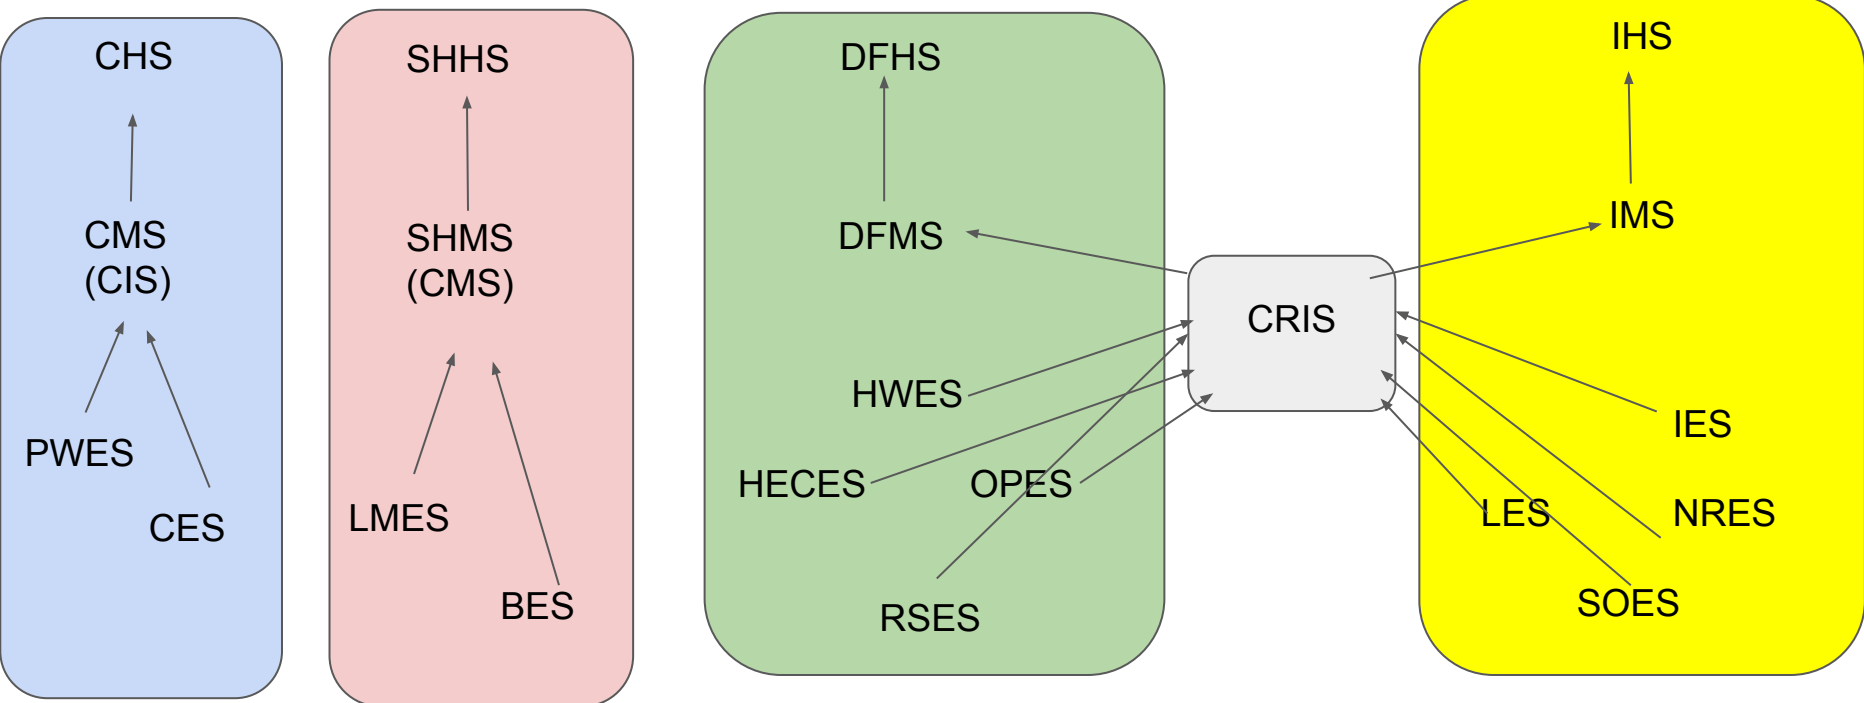 CHS
CMS
(CIS)
PWES
CES
SHHS
SHMS
(CMS)
LMES
BES
DFHS
DFMS
HWES
HECES
OPES
RSES
CRIS
IHS
IMS
IES
LES
NRES
SOES